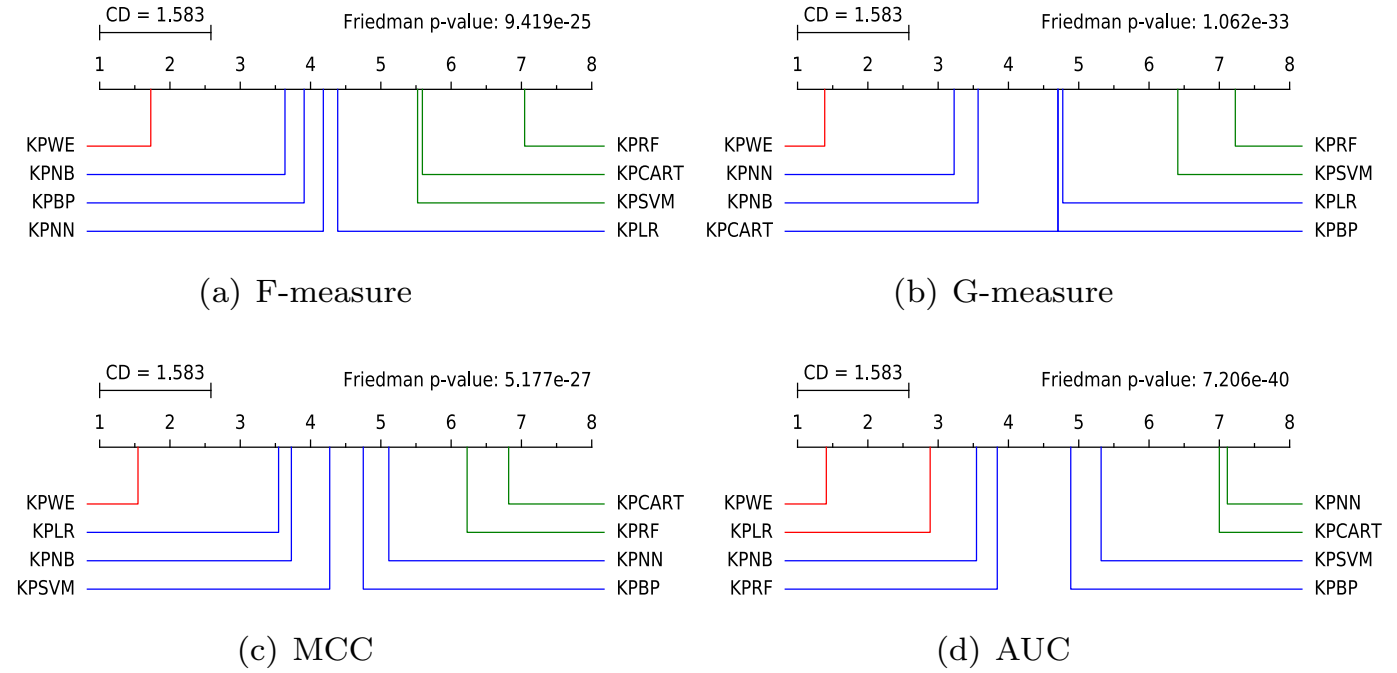 CD = 1.583 Friedman p-value: 9.419e-25
1 2 3 4 5 6 7 8
KPWE KPRF
KPNB KPCART
KPBP KPSVM
KPNN KPLR
(a) F-measure
CD = 1.583 Friedman p-value: 1.062e-33
1 2 3 4 5 6 7 8
KPWE KPRF
KPNN KPSVM
KPNB KPLR
KPCART KPBP
(b) G-measure
CD = 1.583 Friedman p-value: 5.177e-27
1 2 3 4 5 6 7 8
KPWE KPCART
KPLR KPRF
KPNB KPNN
KPSVM KPBP
(c) MCC
CD = 1.583 Friedman p-value: 7.206e-40
1 2 3 4 5 6 7 8
KPWE KPNN
KPLR KPCART
KPNB KPSVM
KPRF KPBP
(d) AUC